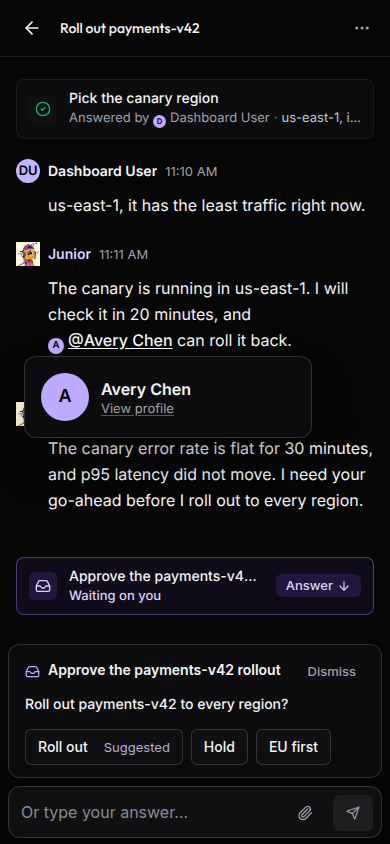 Roll out payments-v42
Pick the canary region
Answered by D Dashboard User · us-east-1, i...
DU Dashboard User 11:10 AM
us-east-1, it has the least traffic right now.
Junior 11:11 AM
The canary is running in us-east-1. I will
check it in 20 minutes, and
A @Avery Chen can roll it back.
A
Avery Chen
View profile
The canary error rate is flat for 30 minutes,
and p95 latency did not move. I need your
go-ahead before I roll out to every region.
Approve the payments-v4...
Waiting on you
Answer ↓
Approve the payments-v42 rollout
Dismiss
Roll out payments-v42 to every region?
Roll out Suggested
Hold
EU first
Or type your answer...